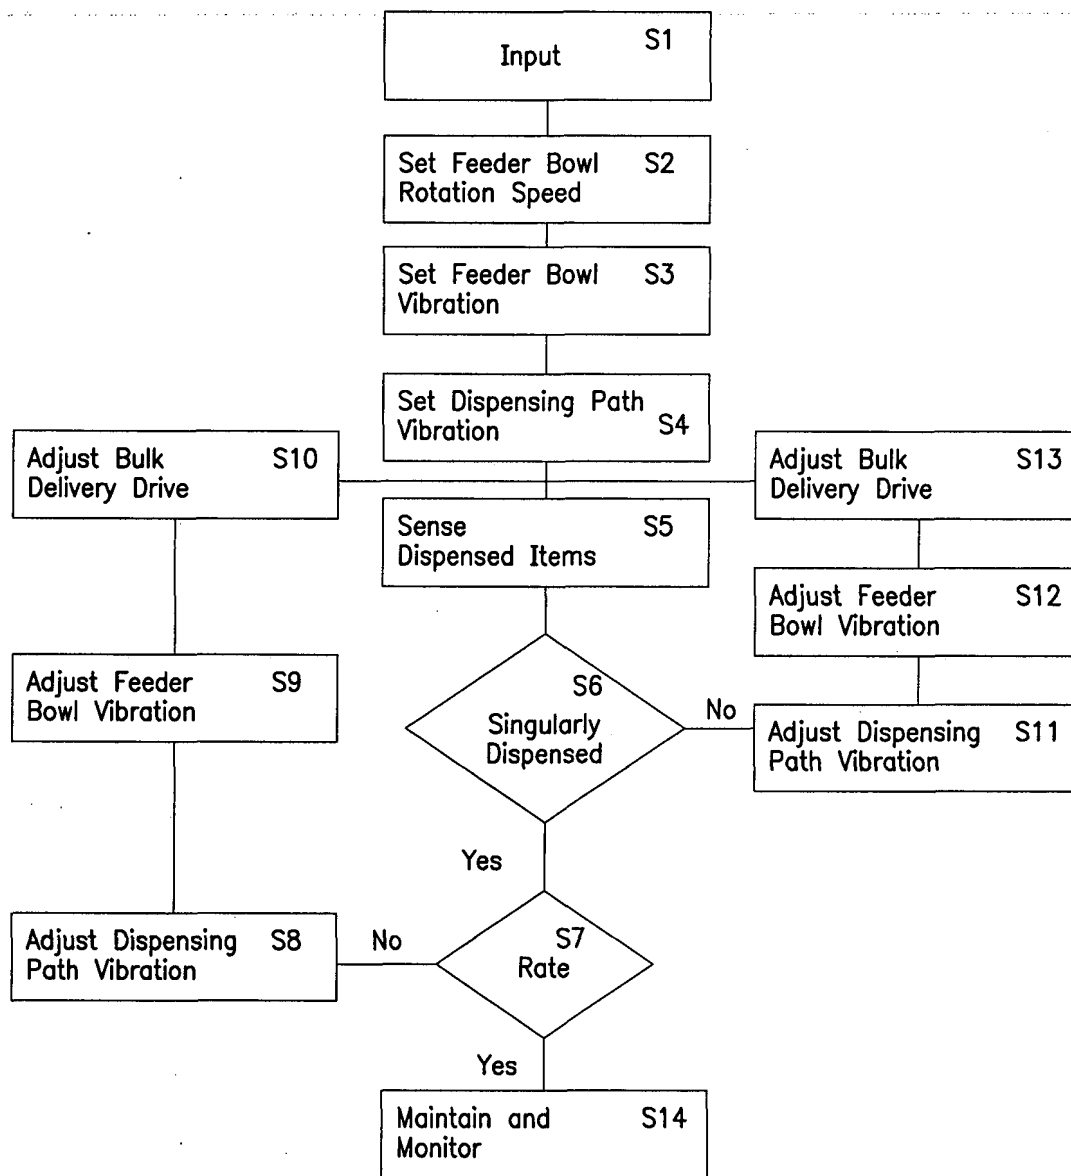 Input S1
Set Feeder Bowl S2
Rotation Speed
Set Feeder Bowl S3
Vibration
Set Dispensing Path
Vibration S4
Adjust Bulk S10
Delivery Drive
Adjust Bulk S13
Delivery Drive
Sense S5
Dispensed Items
Adjust Feeder S12
Bowl Vibration
Adjust Feeder S9
Bowl Vibration
S6
Singularly
Dispensed
No
Adjust Dispensing S11
Path Vibration
Yes
Adjust Dispensing S8
Path Vibration
No
S7
Rate
Yes
Maintain and S14
Monitor